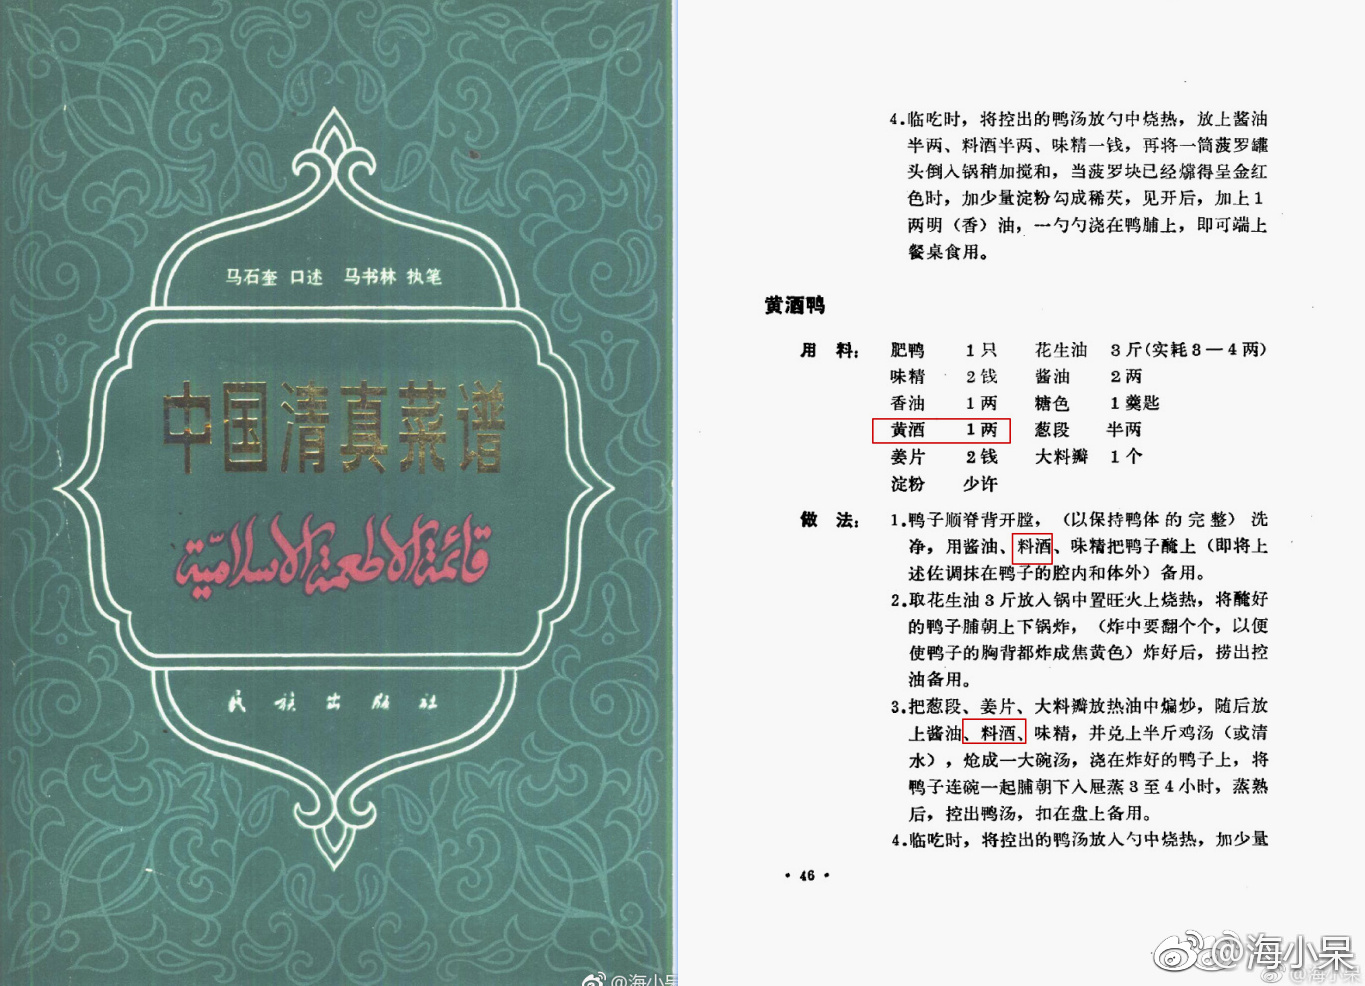 马石奎 口述 马书林 执笔
中国清真菜谱
قائمة الاطعمة الاسلامية
民族出版社
@海小呆
4.临吃时，将控出的鸭汤放勺中烧热，放上酱油
半两、料酒半两、味精一钱，再将一筒菠罗罐
头倒入锅稍加搅和，当菠罗块已经㸆得呈金红
色时，加少量淀粉勾成稀芡，见开后，加上1
两明（香）油，一勺勺浇在鸭脯上，即可端上
餐桌食用。
黄酒鸭
用 料： 肥鸭 1只 花生油 3斤(实耗3—4两)
味精 2钱 酱油 2两
香油 1两 糖色 1羹匙
黄酒 1两 葱段 半两
姜片 2钱 大料瓣 1个
淀粉 少许
做 法： 1.鸭子顺脊背开膛，（以保持鸭体的完整）洗
净，用酱油、料酒、味精把鸭子腌上（即将上
述佐调抹在鸭子的腔内和体外）备用。
2.取花生油3斤放入锅中置旺火上烧热，将腌好
的鸭子脯朝上下锅炸，（炸中要翻个个，以便
使鸭子的胸背都炸成焦黄色）炸好后，捞出控
油备用。
3.把葱段、姜片、大料瓣放热油中煸炒，随后放
上酱油、料酒、味精，并兑上半斤鸡汤（或清
水），炝成一大碗汤，浇在炸好的鸭子上，将
鸭子连碗一起脯朝下入屉蒸3至4小时，蒸熟
后，控出鸭汤，扣在盘上备用。
4.临吃时，将控出的鸭汤放入勺中烧热，加少量
· 46 ·
@海小呆
@海小呆